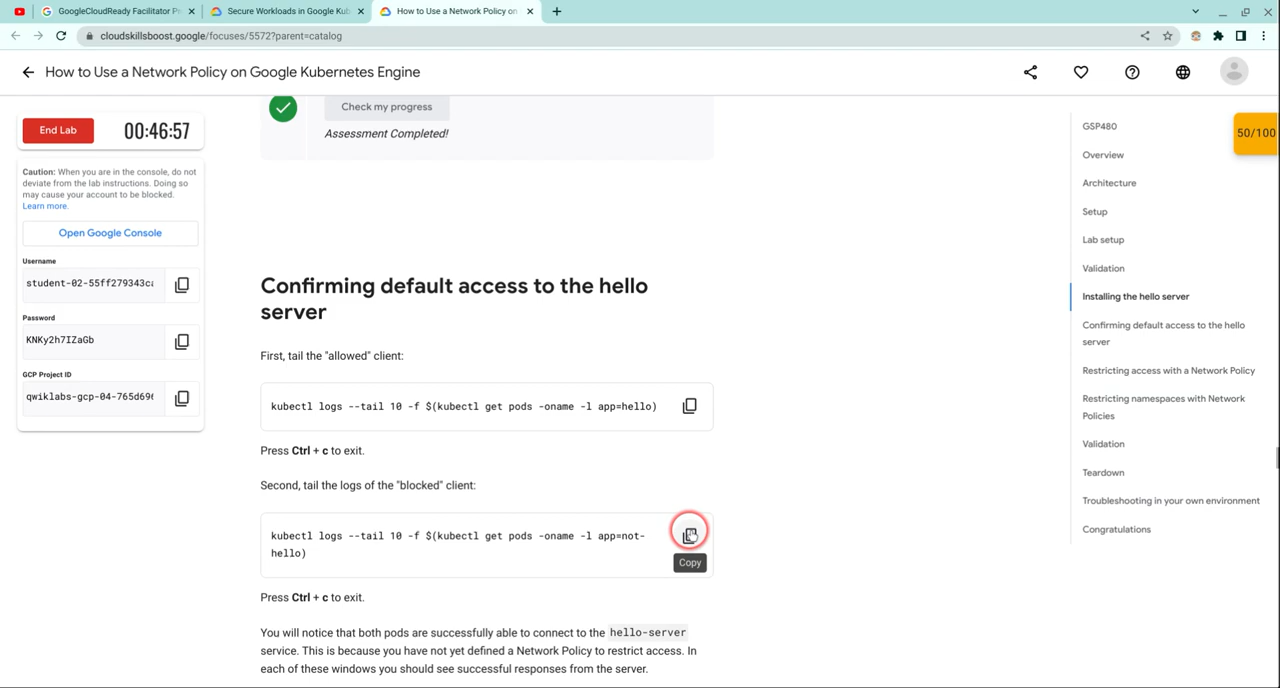 GoogleCloudReady Facilitator Pr
Secure Workloads in Google Kub
How to Use a Network Policy on
cloudskillsboost.google/focuses/5572?parent=catalog
How to Use a Network Policy on Google Kubernetes Engine
End Lab
00:46:57
Caution: When you are in the console, do not
deviate from the lab instructions. Doing so
may cause your account to be blocked.
Learn more.
Open Google Console
Username
student-02-55ff279343c
Password
KNKy2h7IZaGb
GCP Project ID
qwiklabs-gcp-04-765d69
Check my progress
Assessment Completed!
Confirming default access to the hello
server
First, tail the "allowed" client:
kubectl logs --tail 10 -f $(kubectl get pods -oname -l app=hello)
Press Ctrl + c to exit.
Second, tail the logs of the "blocked" client:
kubectl logs --tail 10 -f $(kubectl get pods -oname -l app=not-
hello)
Copy
Press Ctrl + c to exit.
You will notice that both pods are successfully able to connect to the hello-server
service. This is because you have not yet defined a Network Policy to restrict access. In
each of these windows you should see successful responses from the server.
GSP480
Overview
Architecture
Setup
Lab setup
Validation
Installing the hello server
Confirming default access to the hello
server
Restricting access with a Network Policy
Restricting namespaces with Network
Policies
Validation
Teardown
Troubleshooting in your own environment
Congratulations
50/100